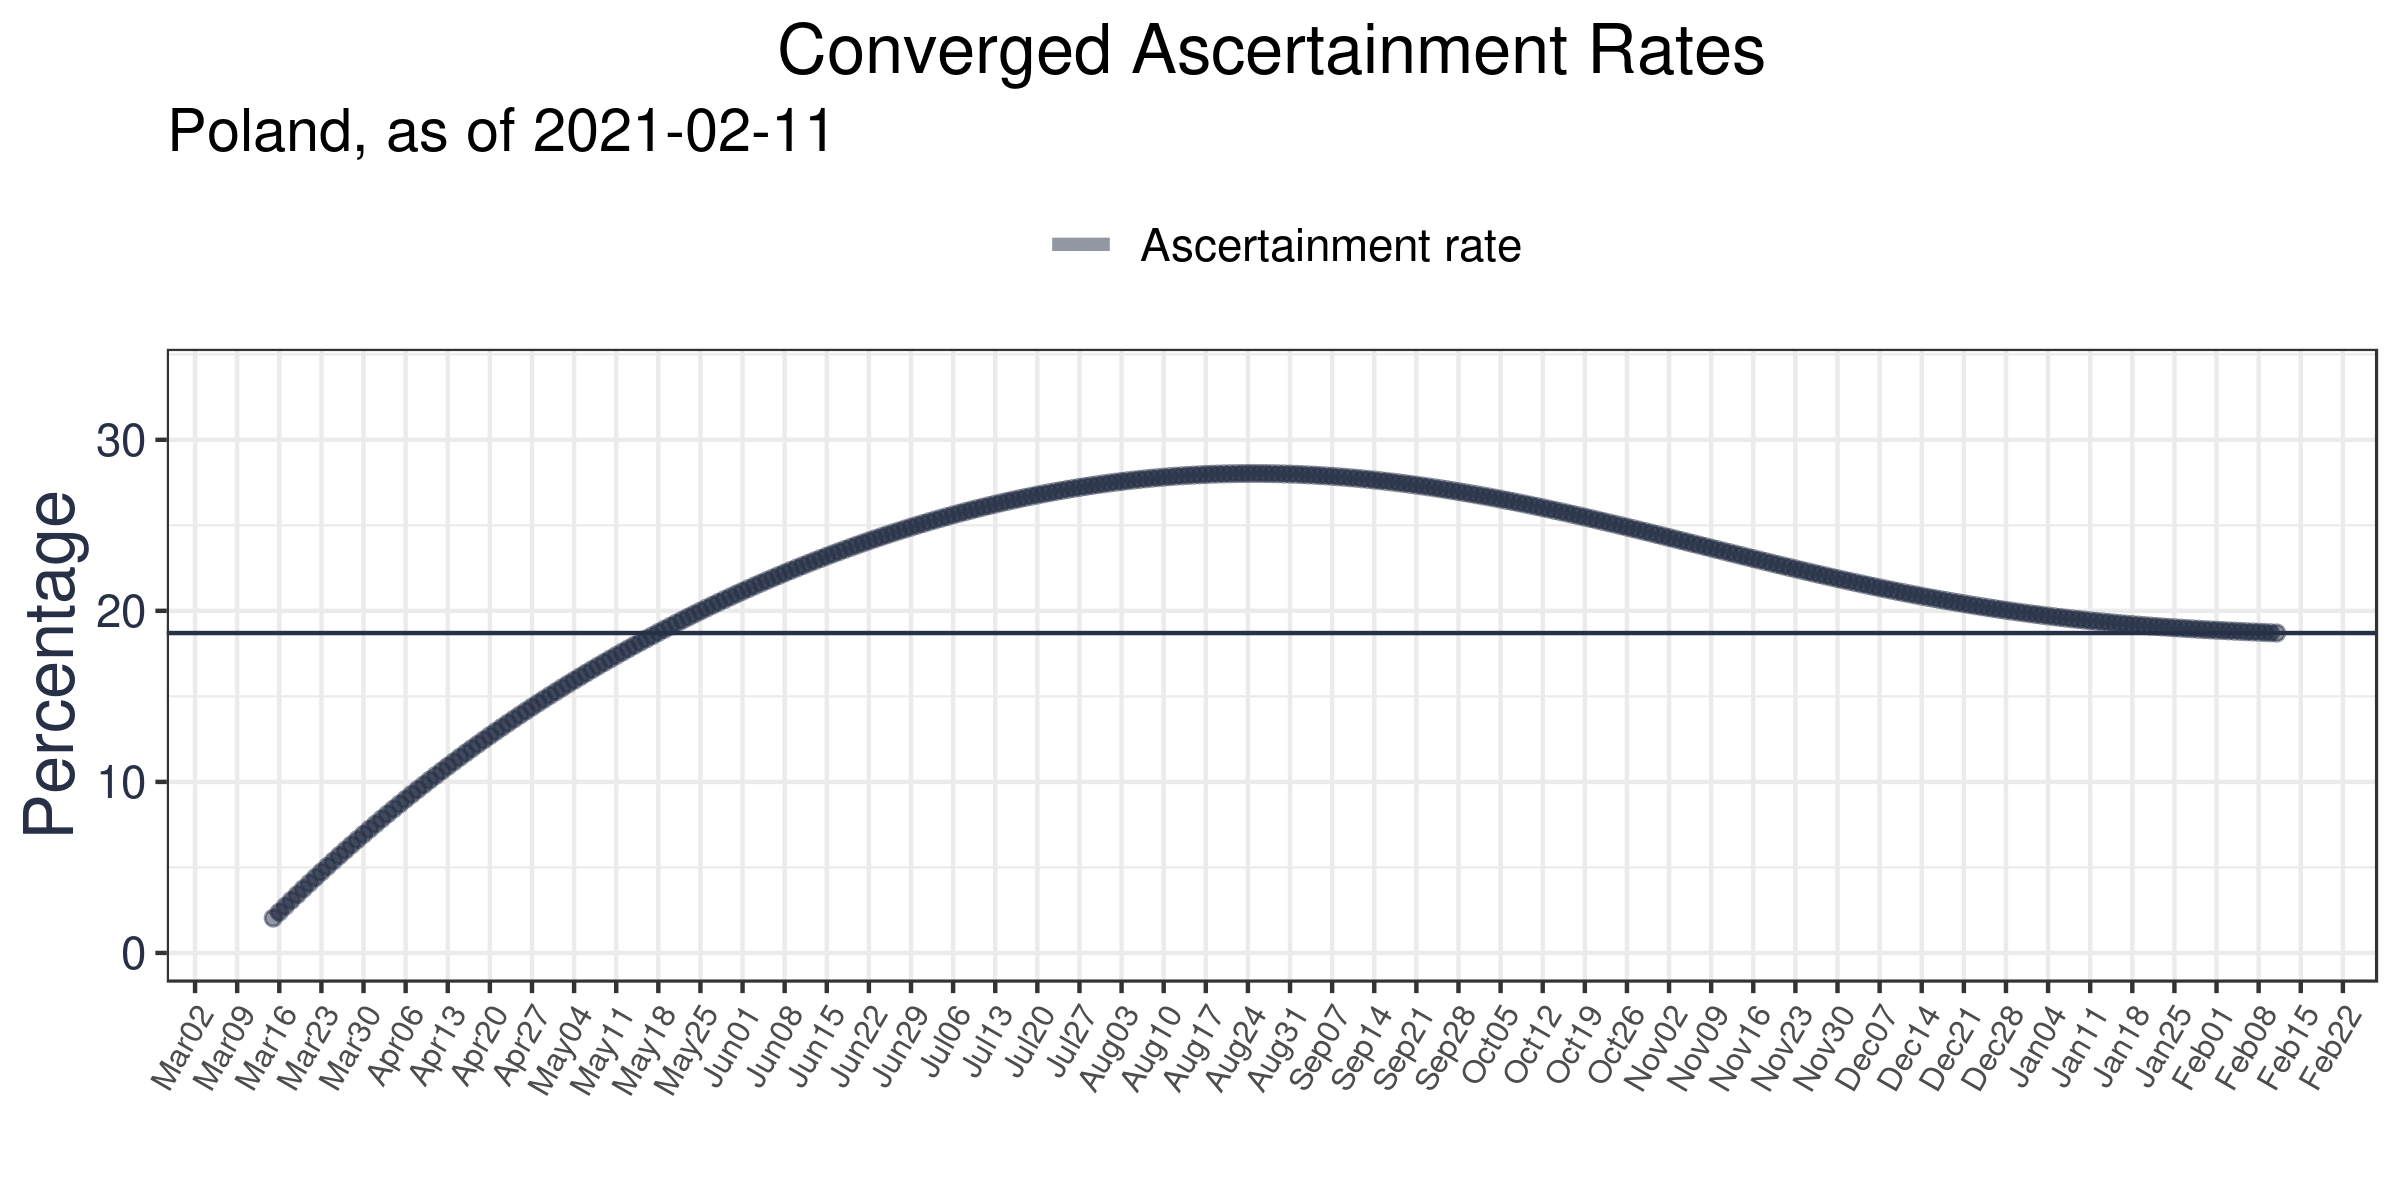 Converged Ascertainment Rates
Poland, as of 2021-02-11
Ascertainment rate
Percentage
30
20
10
0
Mar02 Mar09 Mar16 Mar23 Mar30 Apr06 Apr13 Apr20 Apr27 May04 May11 May18 May25 Jun01 Jun08 Jun15 Jun22 Jun29 Jul06 Jul13 Jul20 Jul27 Aug03 Aug10 Aug17 Aug24 Aug31 Sep07 Sep14 Sep21 Sep28 Oct05 Oct12 Oct19 Oct26 Nov02 Nov09 Nov16 Nov23 Nov30 Dec07 Dec14 Dec21 Dec28 Jan04 Jan11 Jan18 Jan25 Feb01 Feb08 Feb15 Feb22